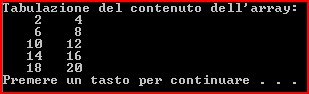 Tabulazione del contenuto dell'array:
2 4
6 8
10 12
14 16
18 20
Premere un tasto per continuare . . .